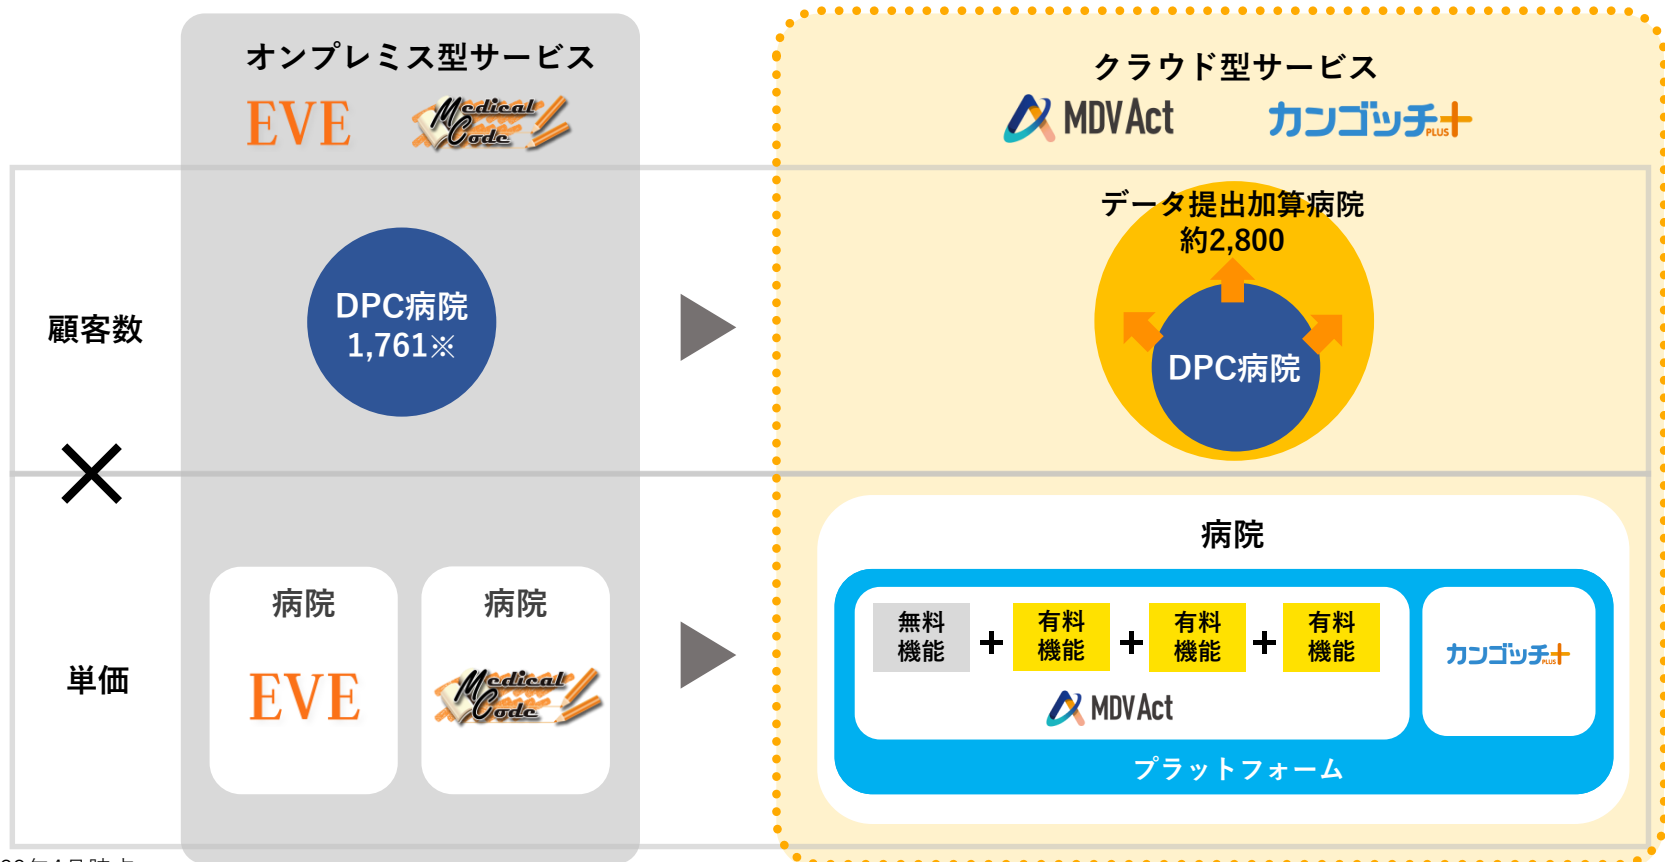 オンプレミス型サービス
EVE
Medical
Code
クラウド型サービス
MDV Act
カンゴッチ+
PLUS
顧客数
DPC病院
1,761※
データ提出加算病院
約2,800
DPC病院
×
単価
病院
EVE
病院
Medical
Code
病院
無料
機能
+
有料
機能
+
有料
機能
+
有料
機能
MDV Act
カンゴッチ+
PLUS
プラットフォーム